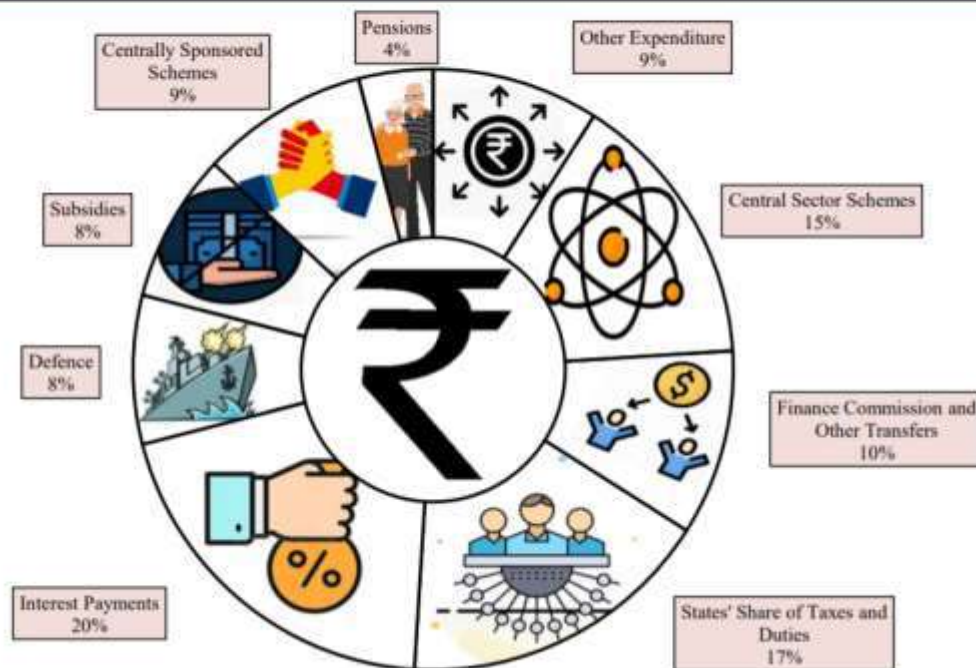 Pensions
4%
Other Expenditure
9%
Centrally Sponsored
Schemes
9%
₹
Central Sector Schemes
15%
Subsidies
8%
₹
Defence
8%
$
Finance Commission and
Other Transfers
10%
%
Interest Payments
20%
States' Share of Taxes and
Duties
17%